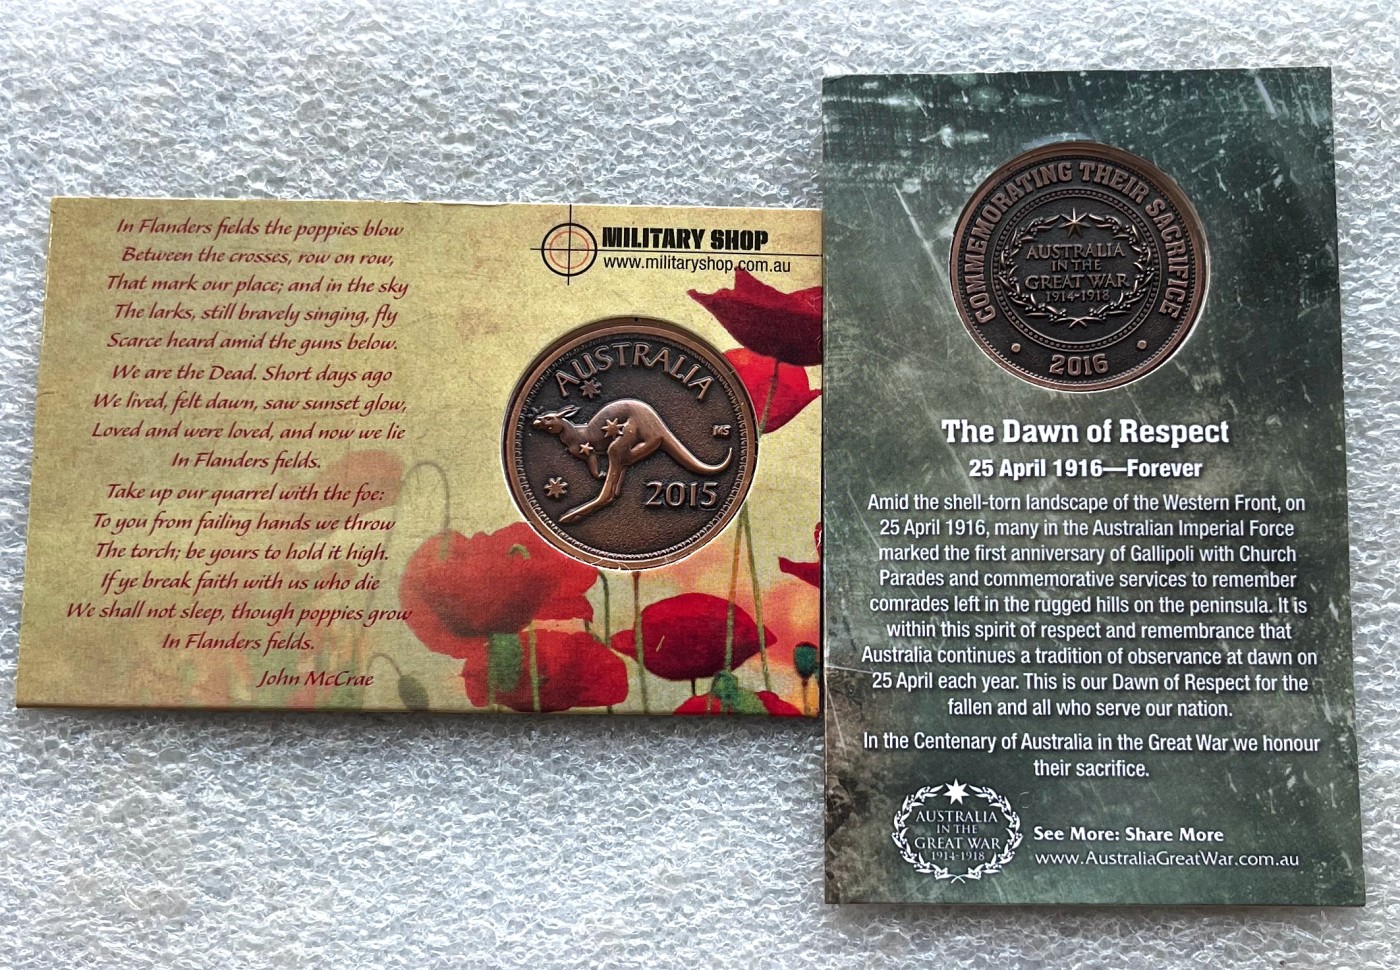 In Flanders fields the poppies blow
Between the crosses, row on row,
That mark our place; and in the sky
The larks, still bravely singing, fly
Scarce heard amid the guns below.
We are the Dead. Short days ago
We lived, felt dawn, saw sunset glow,
Loved and were loved, and now we lie
In Flanders fields.
Take up our quarrel with the foe:
To you from failing hands we throw
The torch; be yours to hold it high.
If ye break faith with us who die
We shall not sleep, though poppies grow
In Flanders fields.
John McCrae
MILITARY SHOP
www.militaryshop.com.au
AUSTRALIA
MS
2015
COMMEMORATING THEIR SACRIFICE
AUSTRALIA
IN THE
GREAT WAR
1914-1918
2016
The Dawn of Respect
25 April 1916—Forever
Amid the shell-torn landscape of the Western Front, on
25 April 1916, many in the Australian Imperial Force
marked the first anniversary of Gallipoli with Church
Parades and commemorative services to remember
comrades left in the rugged hills on the peninsula. It is
within this spirit of respect and remembrance that
Australia continues a tradition of observance at dawn on
25 April each year. This is our Dawn of Respect for the
fallen and all who serve our nation.
In the Centenary of Australia in the Great War we honour
their sacrifice.
AUSTRALIA
IN THE
GREAT WAR
1914-1918
See More: Share More
www.AustraliaGreatWar.com.au